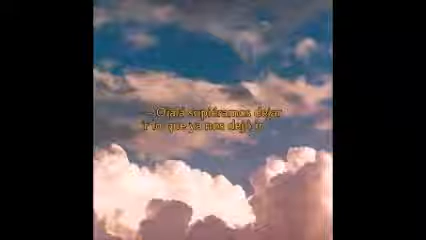 - Ojalá supiéramos dejar
ir lo que ya nos dejó ir